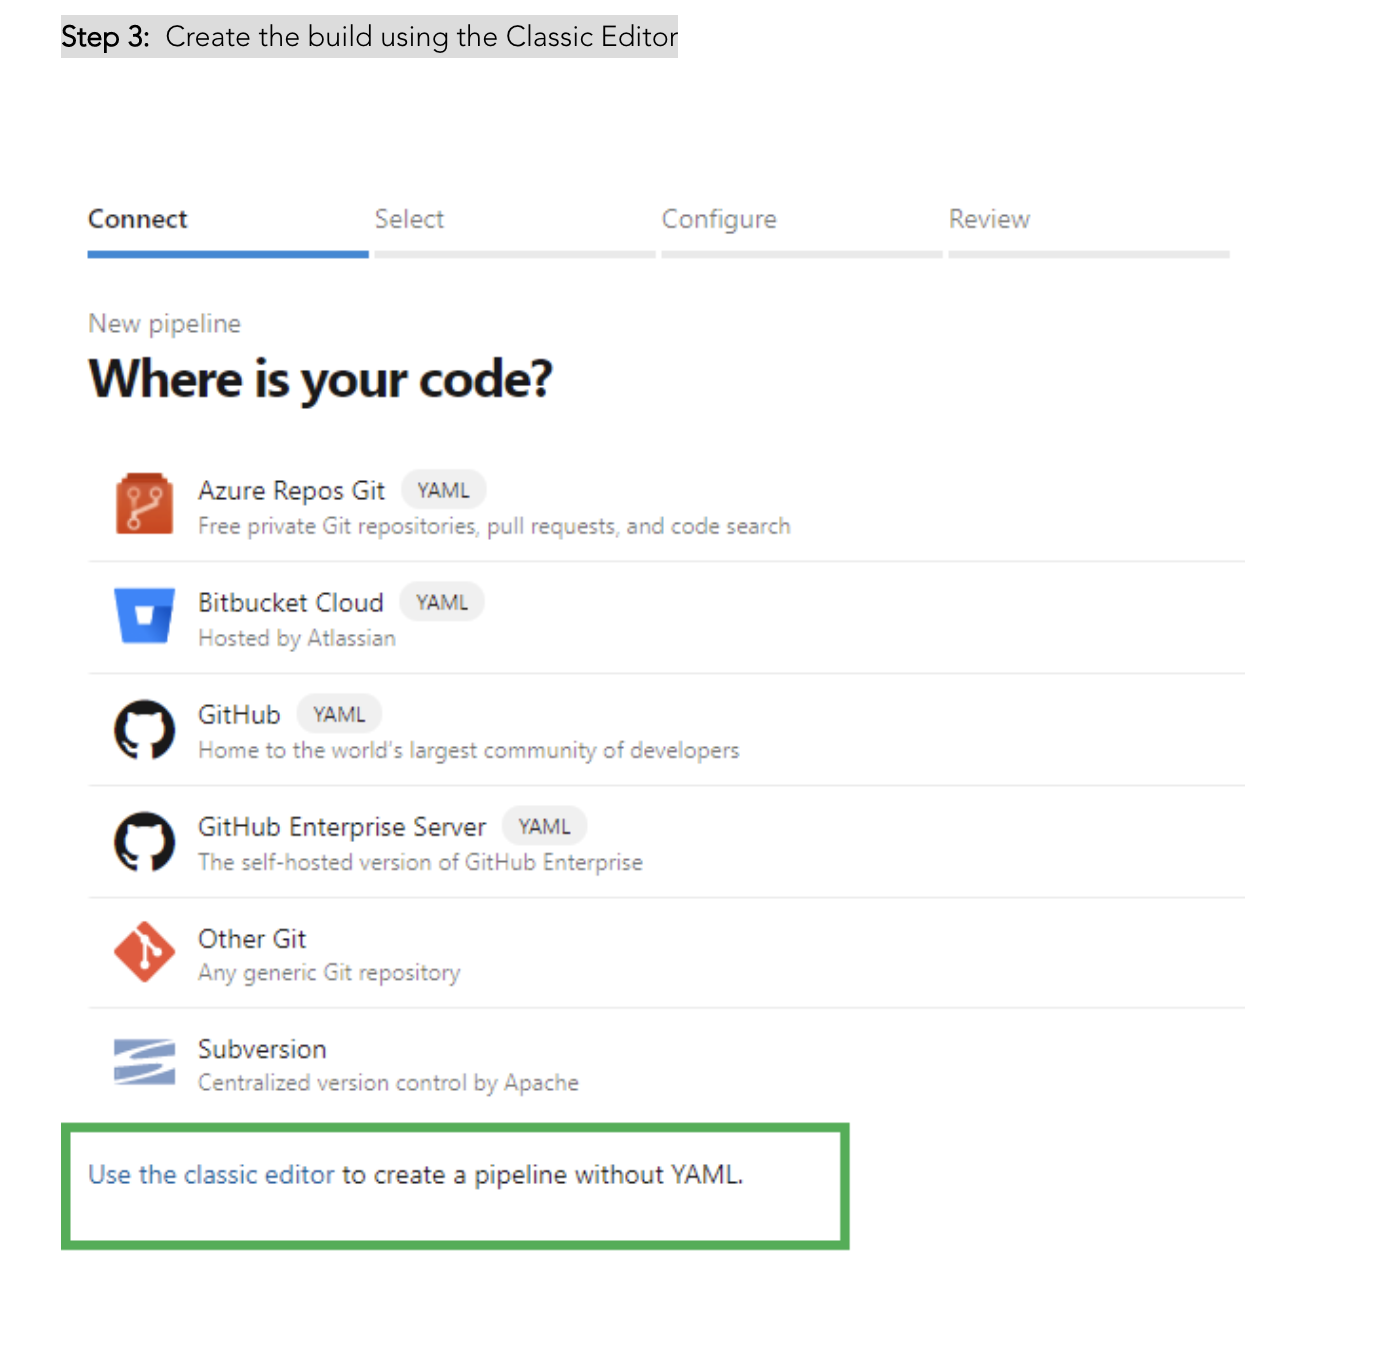 Step 3: Create the build using the Classic Editor
Connect
Select
Configure
Review
New pipeline
Where is your code?
Azure Repos Git YAML
Free private Git repositories, pull requests, and code search
Bitbucket Cloud YAML
Hosted by Atlassian
GitHub YAML
Home to the world's largest community of developers
GitHub Enterprise Server YAML
The self-hosted version of GitHub Enterprise
Other Git
Any generic Git repository
Subversion
Centralized version control by Apache
Use the classic editor to create a pipeline without YAML.